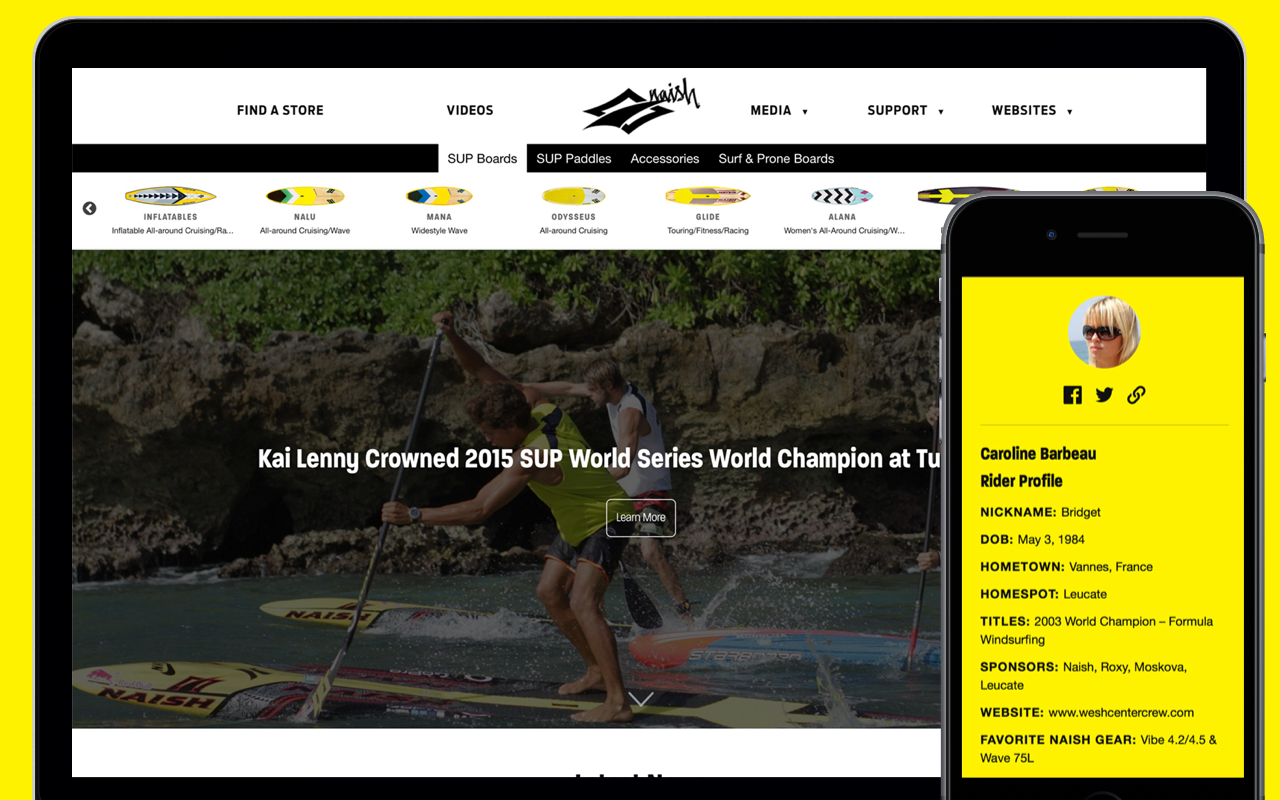 FIND A STORE
VIDEOS
naish
MEDIA ▼
SUPPORT ▼
WEBSITES ▼
SUP Boards
SUP Paddles
Accessories
Surf & Prone Boards
INFLATABLES
Inflatable All-around Cruising/Ra...
NALU
All-around Cruising/Wave
MANA
Widestyle Wave
ODYSSEUS
All-around Cruising
GLIDE
Touring/Fitness/Racing
ALANA
Women's All-Around Cruising/W...
Kai Lenny Crowned 2015 SUP World Series World Champion at Tu
Learn More
NAISH
STARBOARD
NAISH
Caroline Barbeau
Rider Profile
NICKNAME: Bridget
DOB: May 3, 1984
HOMETOWN: Vannes, France
HOMESPOT: Leucate
TITLES: 2003 World Champion – Formula
Windsurfing
SPONSORS: Naish, Roxy, Moskova,
Leucate
WEBSITE: www.weshcentercrew.com
FAVORITE NAISH GEAR: Vibe 4.2/4.5 &
Wave 75L